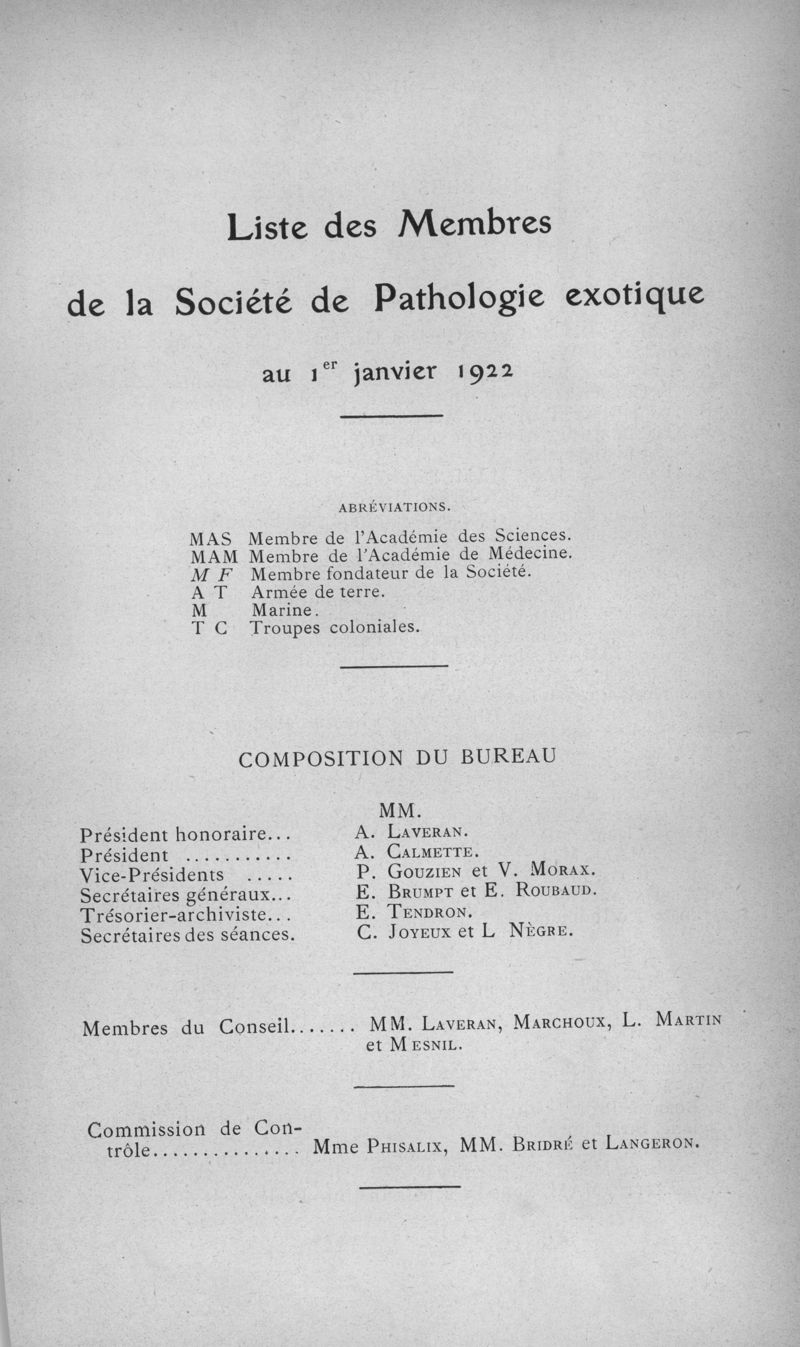 Liste des Membres
de la Société de Pathologie exotique
au 1er janvier 1922
ABRÉVIATIONS.
MAS Membre de l'Académie des Sciences.
MAM Membre de l'Académie de Médecine.
M F Membre fondateur de la Société.
A T Armée de terre.
M Marine.
T C Troupes coloniales.
COMPOSITION DU BUREAU
MM.
Président honoraire... A. LAVERAN.
Président ........... A. CALMETTE.
Vice-Présidents ..... P. GOUZIEN et V. MORAX.
Secrétaires généraux... E. BRUMPT et E. ROUBAUD.
Trésorier-archiviste... E. TENDRON.
Secrétaires des séances. C. JOYEUX et L NÈGRE.
Membres du Conseil....... MM. LAVERAN, MARCHOUX, L. MARTIN
et MESNIL.
Commission de Con-
trôle............... Mme PHISALIX, MM. BRIDRÉ et LANGERON.